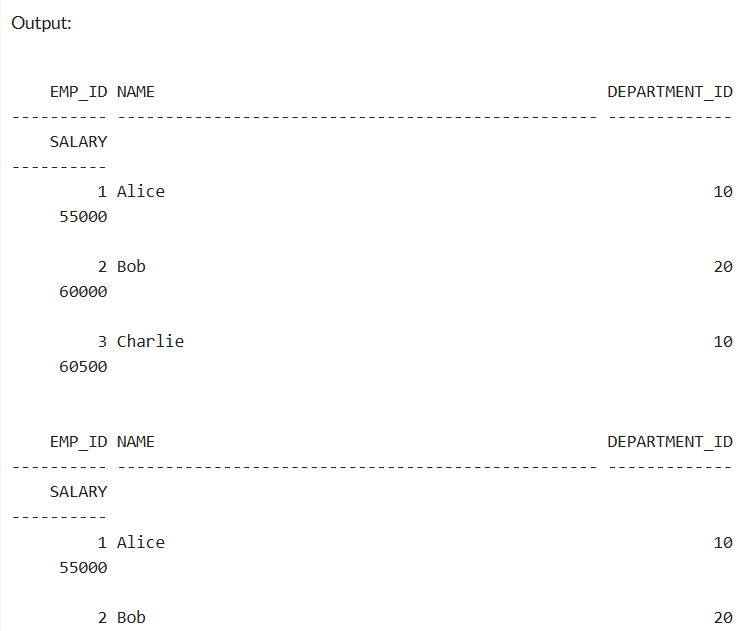 Output:
    EMP_ID NAME                                               DEPARTMENT_ID
---------- -------------------------------------------------- -------------
    SALARY
----------
         1 Alice                                                         10
     55000
         2 Bob                                                           20
     60000
         3 Charlie                                                       10
     60500
    EMP_ID NAME                                               DEPARTMENT_ID
---------- -------------------------------------------------- -------------
    SALARY
----------
         1 Alice                                                         10
     55000
         2 Bob                                                           20